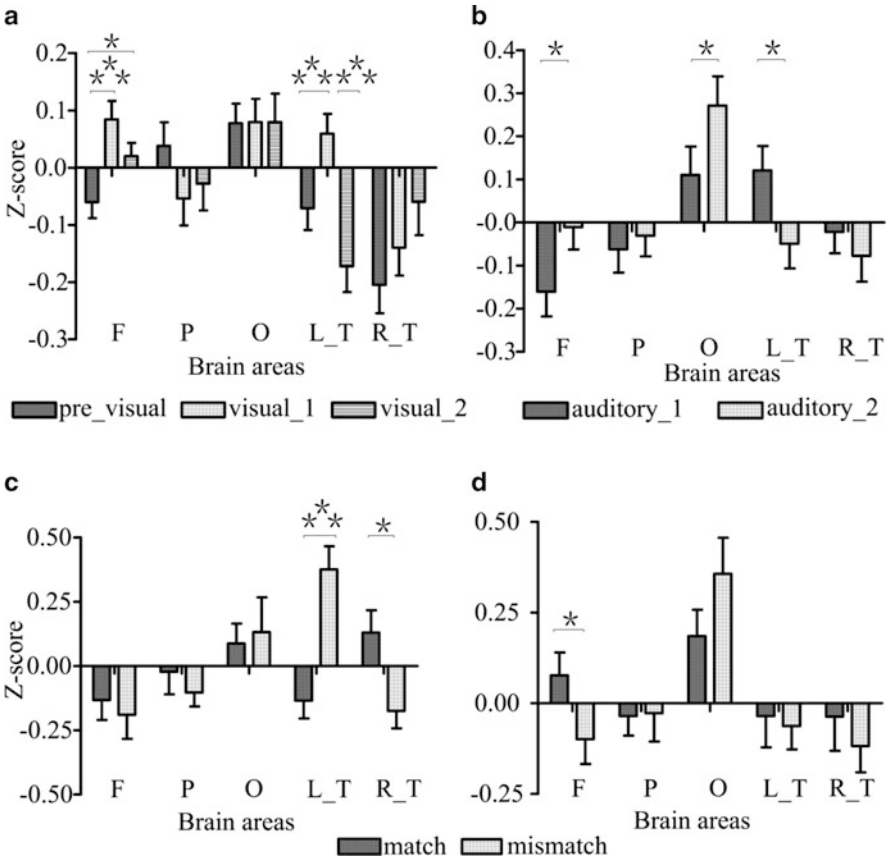 a
*
***
*** ***
0.2
0.1
0.0
-0.1
-0.2
-0.3
Z-score
F P O L_T R_T
Brain areas
pre_visual visual_1 visual_2
b
* * *
0.4
0.3
0.2
0.1
-0.0
-0.1
-0.2
-0.3
F P O L_T R_T
Brain areas
auditory_1 auditory_2
c
*** *
0.50
0.25
0.00
-0.25
-0.50
Z-score
F P O L_T R_T
Brain areas
d
*
0.50
0.25
0.00
-0.25
F P O L_T R_T
Brain areas
match mismatch